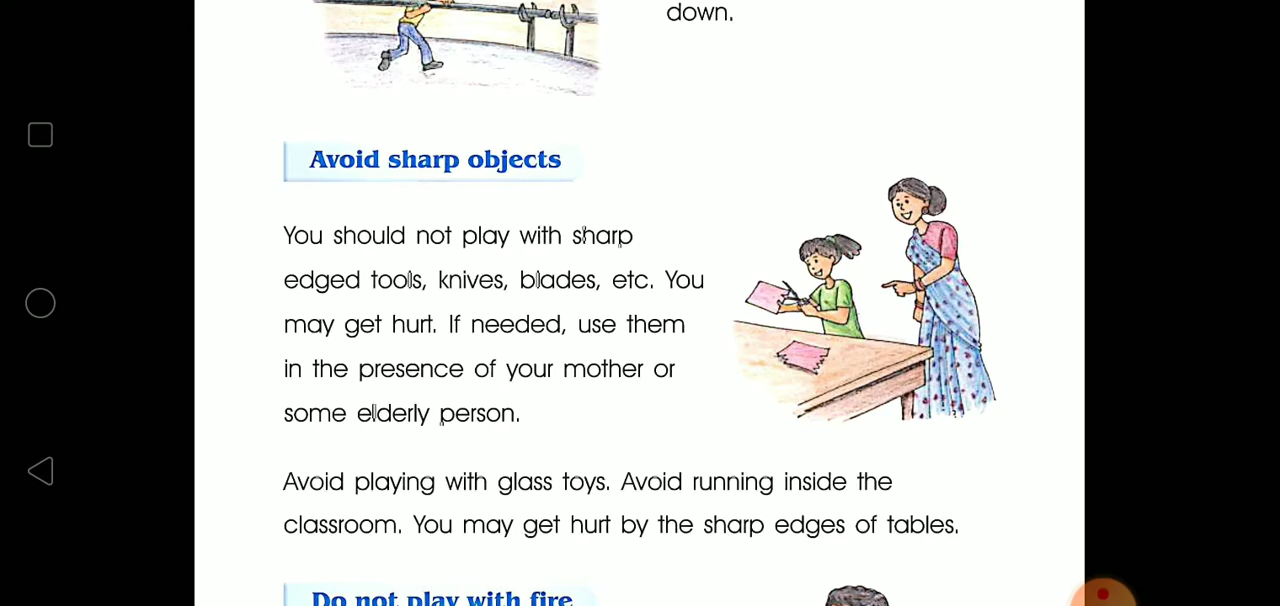 down.
Avoid sharp objects
You should not play with sharp
edged tools, knives, blades, etc. You
may get hurt. If needed, use them
in the presence of your mother or
some elderly person.
Avoid playing with glass toys. Avoid running inside the
classroom. You may get hurt by the sharp edges of tables.
Do not play with fire